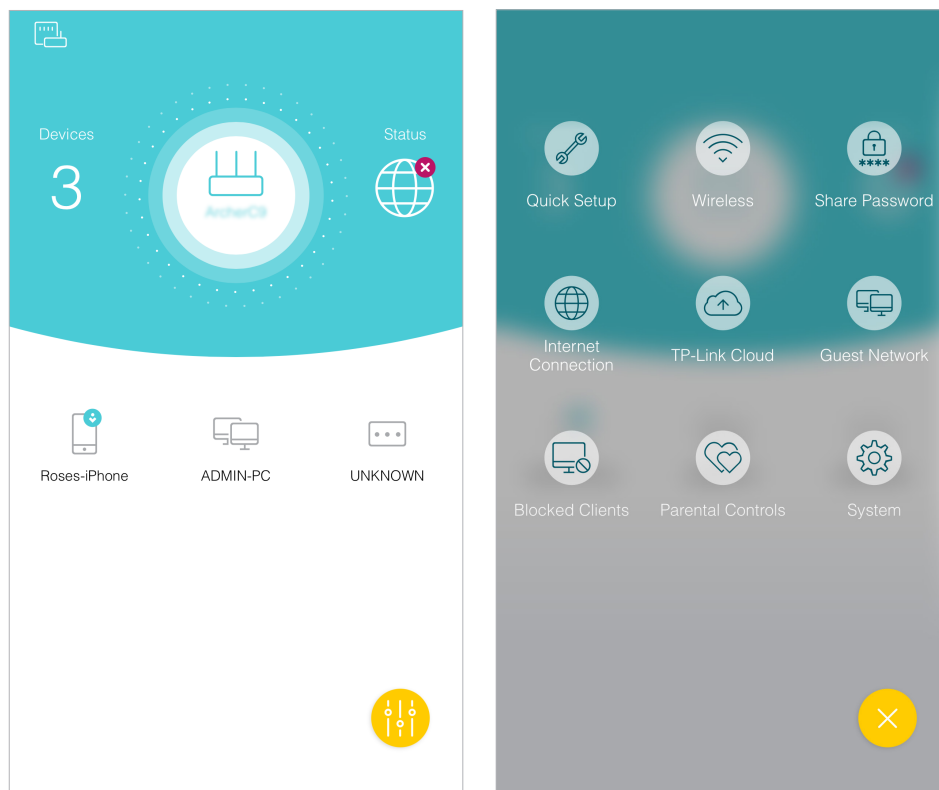 Devices
Status
3
ArcherC9
Roses-iPhone
ADMIN-PC
UNKNOWN
Quick Setup
Wireless
****
Share Password
Internet
Connection
TP-Link Cloud
Guest Network
Blocked Clients
Parental Controls
System